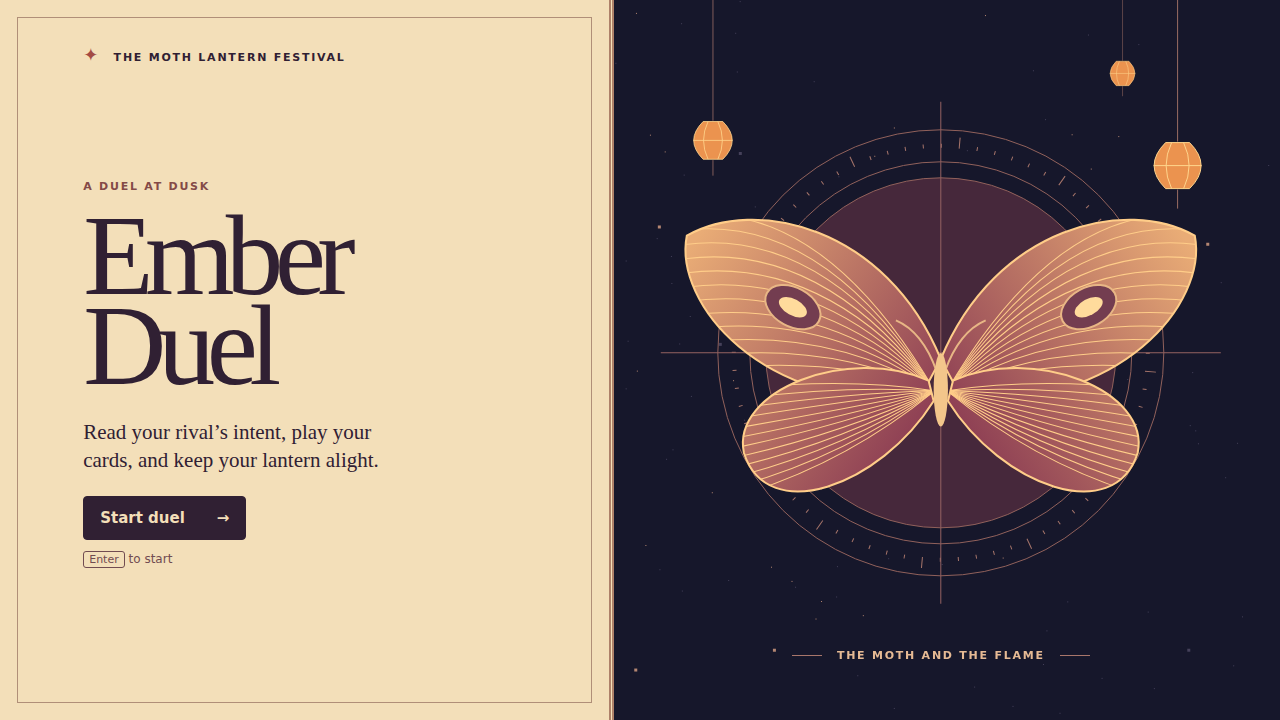 ✦ THE MOTH LANTERN FESTIVAL
A DUEL AT DUSK
Ember
Duel
Read your rival’s intent, play your
cards, and keep your lantern alight.
Start duel →
Enter to start
THE MOTH AND THE FLAME